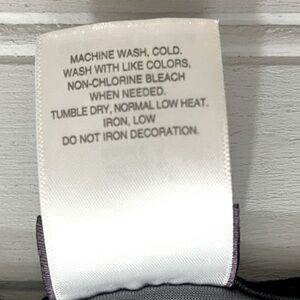 MACHINE WASH, COLD.
WASH WITH LIKE COLORS,
NON-CHLORINE BLEACH
WHEN NEEDED.
TUMBLE DRY, NORMAL LOW HEAT.
IRON, LOW
DO NOT IRON DECORATION.